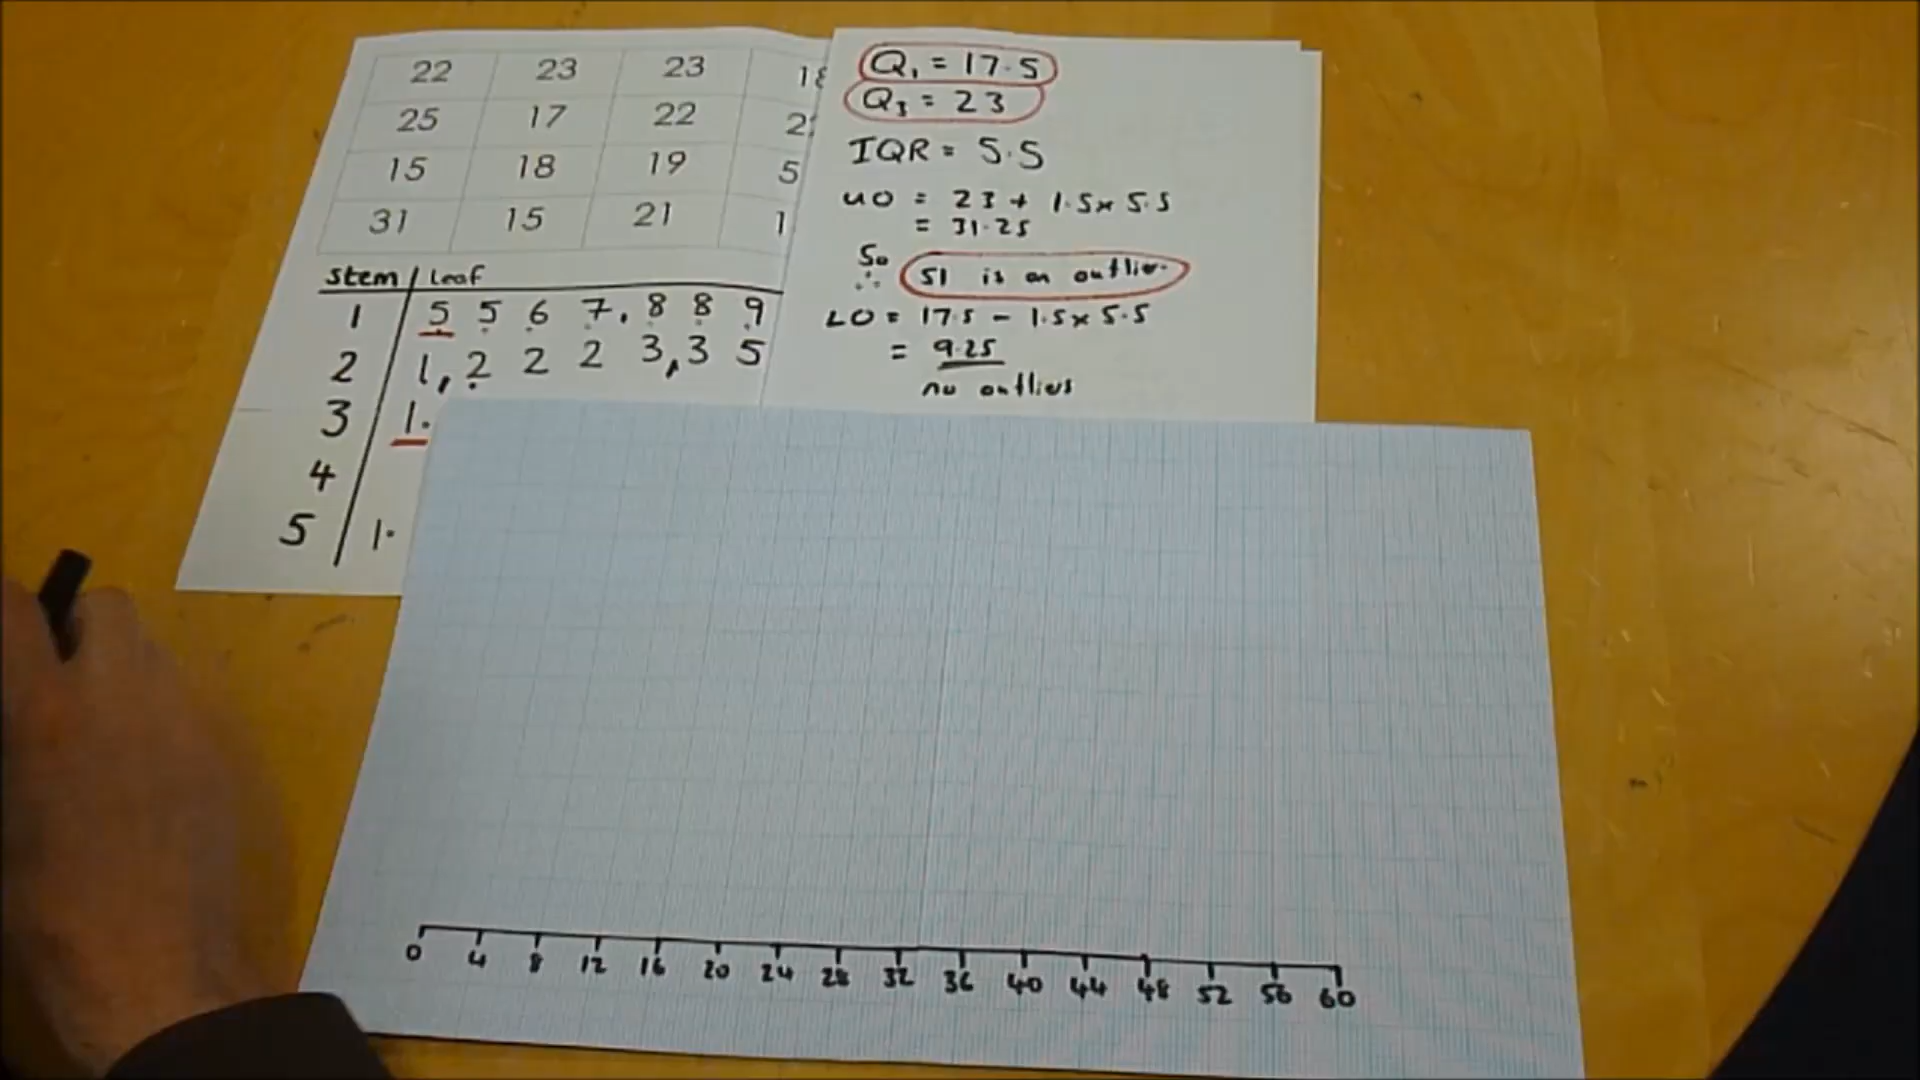 22 23 23 18
25 17 22 2
15 18 19 5
31 15 21 1
Stem / Leaf
1 5 5 6 7 . 8 8 9
2 1 , 2 2 2 3 , 3 5
3 1 .
4
5 1 .
Q₁ = 17.5
Q₃ = 23
IQR = 5.5
UO = 23 + 1.5 x 5.5
= 31.25
So
∴ 51 is an outlier.
LO = 17.5 - 1.5 x 5.5
= 9.25
no outliers
0 4 8 12 16 20 24 28 32 36 40 44 48 52 56 60